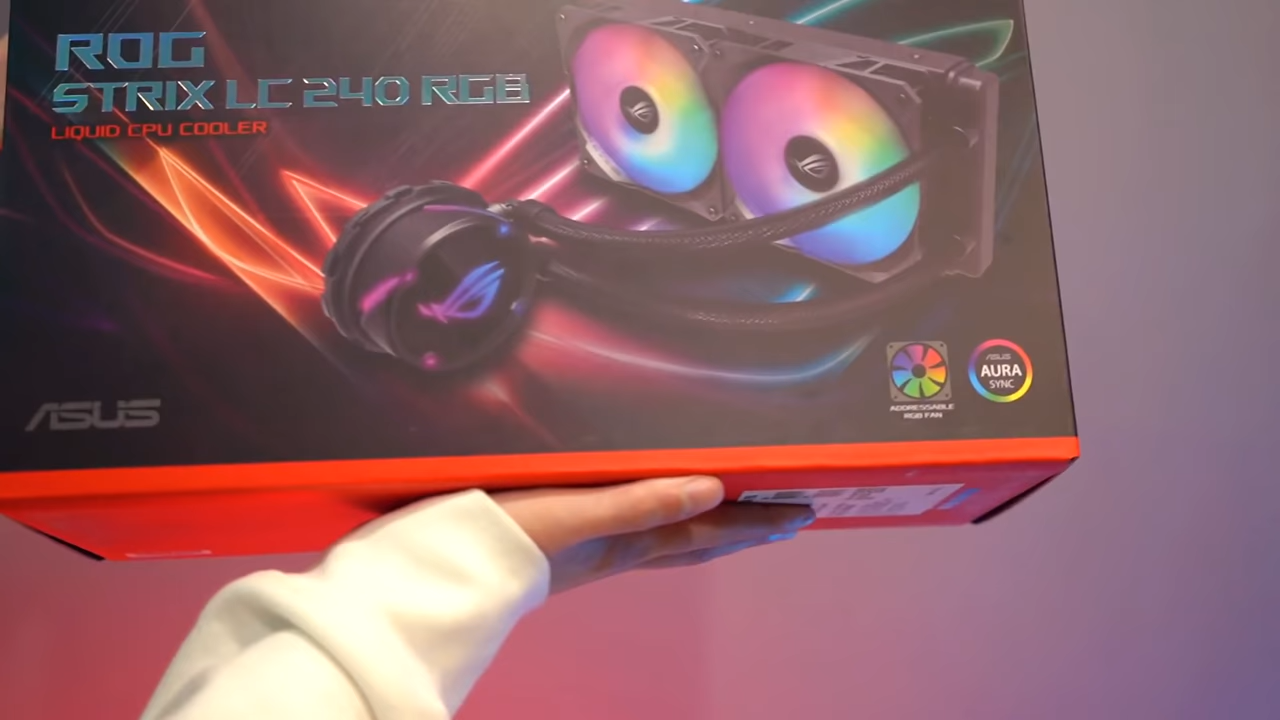 ROG
STRIX LC 240 RGB
LIQUID CPU COOLER
ASUS
ADDRESSABLE
RGB FAN
ASUS
AURA
SYNC